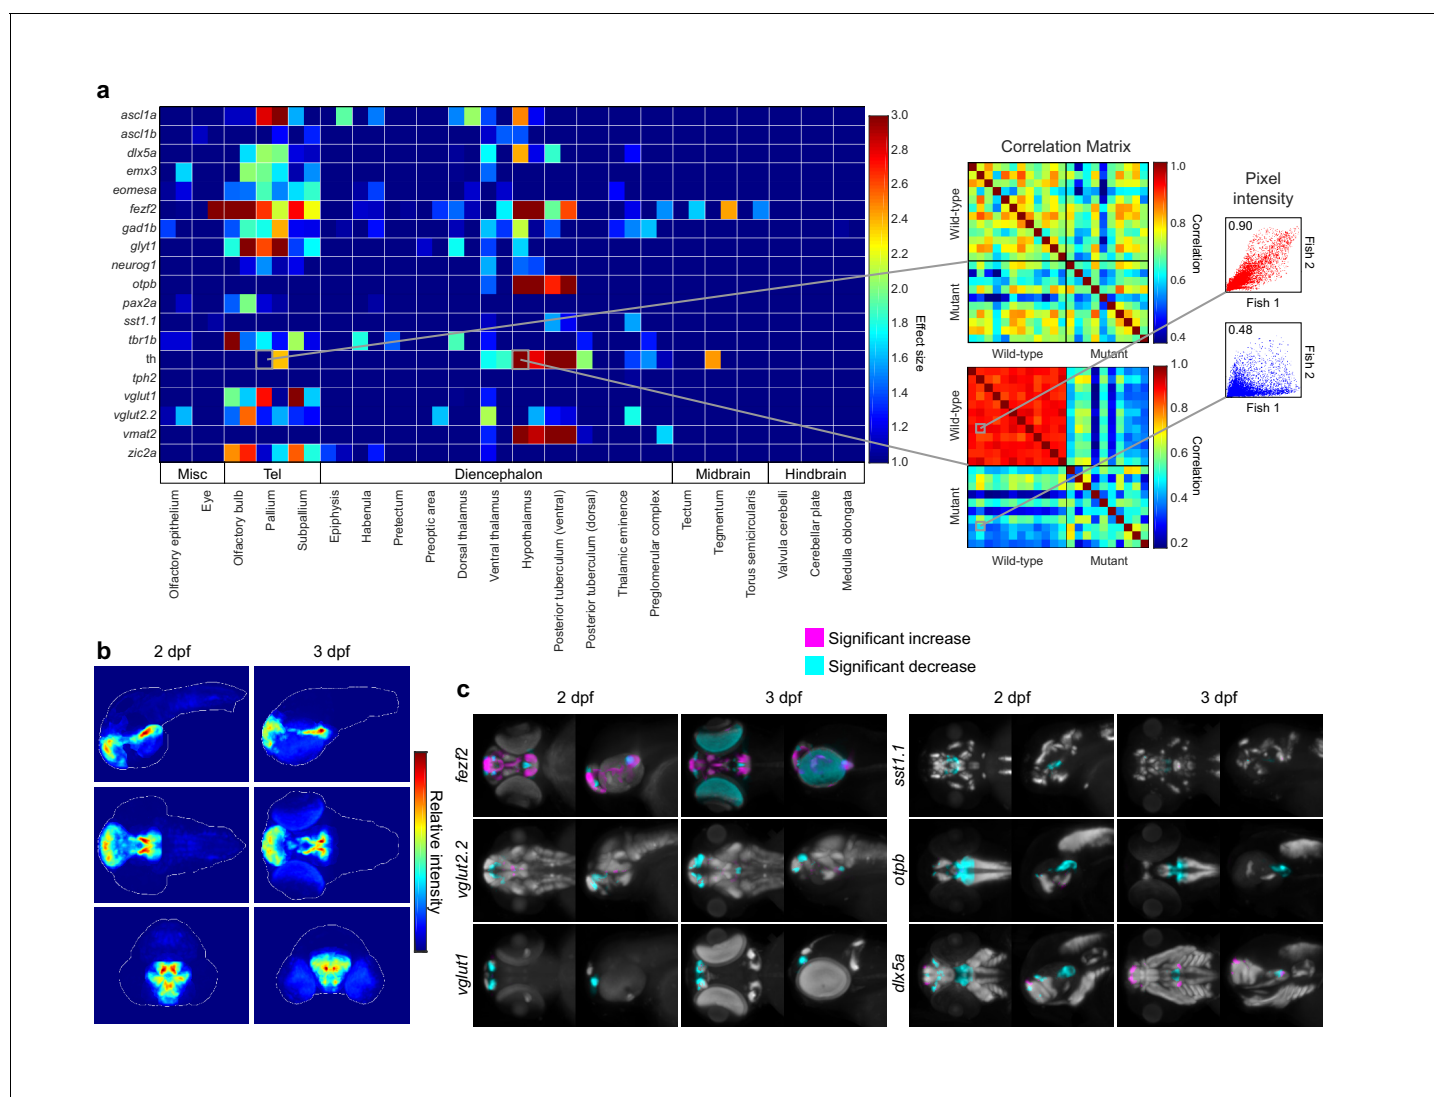 a
ascl1a
ascl1b
dlx5a
emx3
eomesa
fezf2
gad1b
glyt1
neurog1
otpb
pax2a
sst1.1
tbr1b
th
tph2
vglut1
vglut2.2
vmat2
zic2a
Misc
Tel
Diencephalon
Midbrain
Hindbrain
Olfactory epithelium
Eye
Olfactory bulb
Pallium
Subpallium
Epiphysis
Habenula
Pretectum
Preoptic area
Dorsal thalamus
Ventral thalamus
Hypothalamus
Posterior tuberculum (ventral)
Posterior tuberculum (dorsal)
Thalamic eminence
Preglomerular complex
Tectum
Tegmentum
Torus semicircularis
Valvula cerebelli
Cerebellar plate
Medulla oblongata
3.0
2.8
2.6
2.4
2.2
2.0
1.8
1.6
1.4
1.2
1.0
Effect size
Correlation Matrix
Wild-type
Mutant
Wild-type
Mutant
1.0
0.8
0.6
0.4
Correlation
Wild-type
Mutant
Wild-type
Mutant
1.0
0.8
0.6
0.4
0.2
Correlation
Pixel
intensity
0.90
Fish 2
Fish 1
0.48
Fish 2
Fish 1
b
2 dpf
3 dpf
Relative intensity
Significant increase
Significant decrease
c
2 dpf
3 dpf
2 dpf
3 dpf
fezf2
vglut2.2
vglut1
sst1.1
otpb
dlx5a